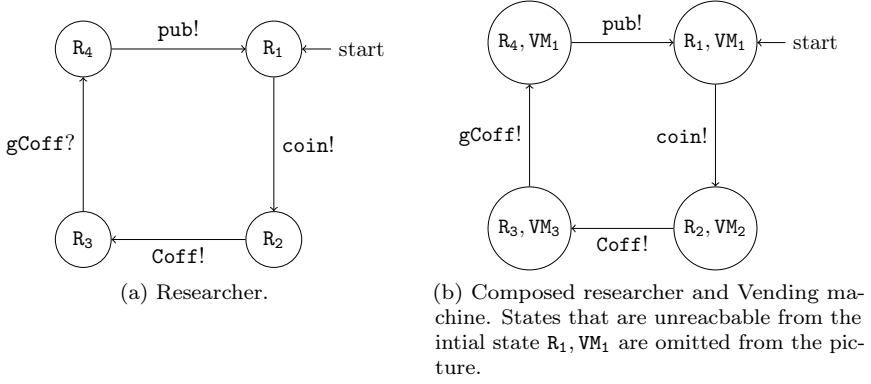 pub!
R4
R1
start
gCoff?
coin!
R3
R2
Coff!
(a) Researcher.
pub!
R4, VM1
R1, VM1
start
gCoff!
coin!
R3, VM3
R2, VM2
Coff!
(b) Composed researcher and Vending ma-
chine. States that are unreacbable from the
intial state R1, VM1 are omitted from the pic-
ture.